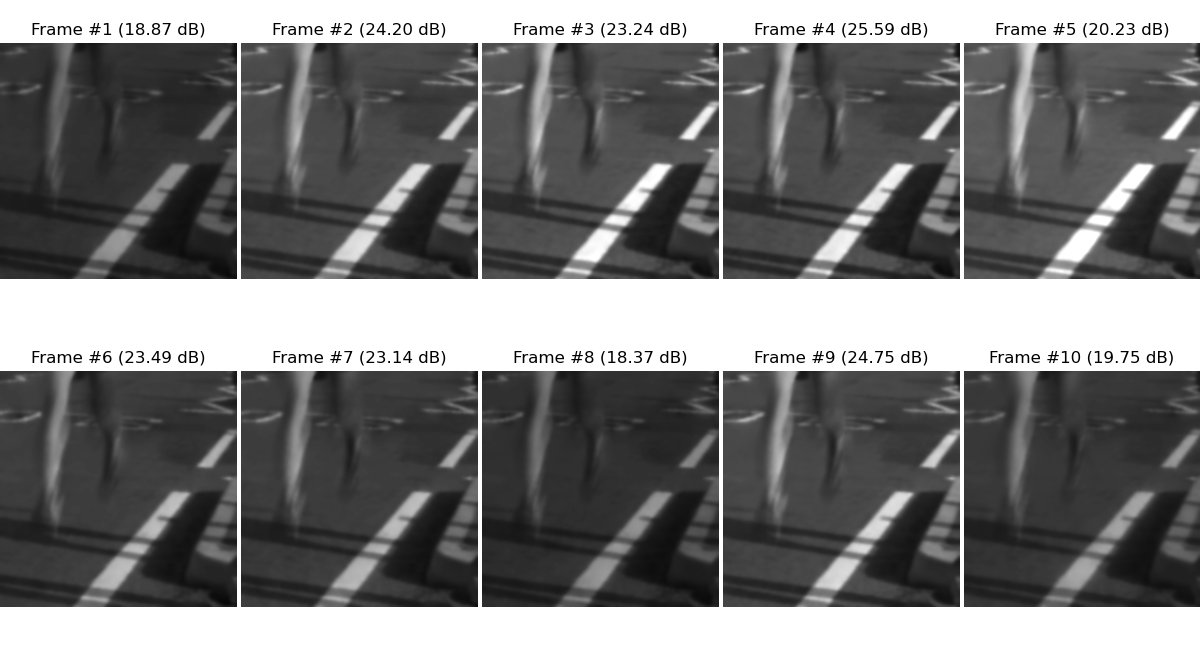 Frame #1 (18.87 dB)
Frame #2 (24.20 dB)
Frame #3 (23.24 dB)
Frame #4 (25.59 dB)
Frame #5 (20.23 dB)
Frame #6 (23.49 dB)
Frame #7 (23.14 dB)
Frame #8 (18.37 dB)
Frame #9 (24.75 dB)
Frame #10 (19.75 dB)